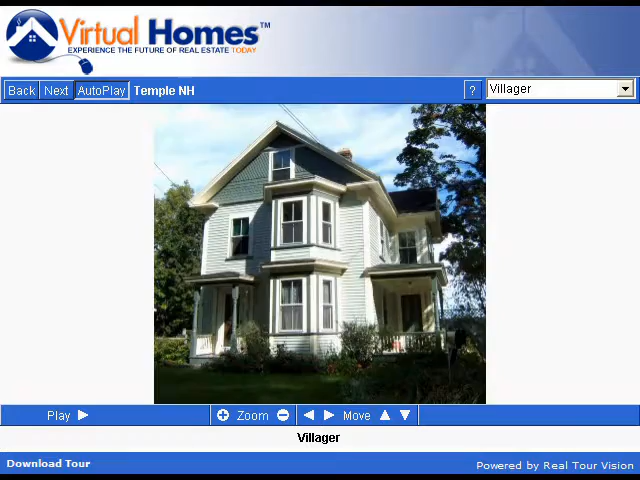 Virtual Homes™
EXPERIENCE THE FUTURE OF REAL ESTATE TODAY
Back Next AutoPlay Temple NH ? Villager
Play Zoom Move
Villager
Download Tour Powered by Real Tour Vision